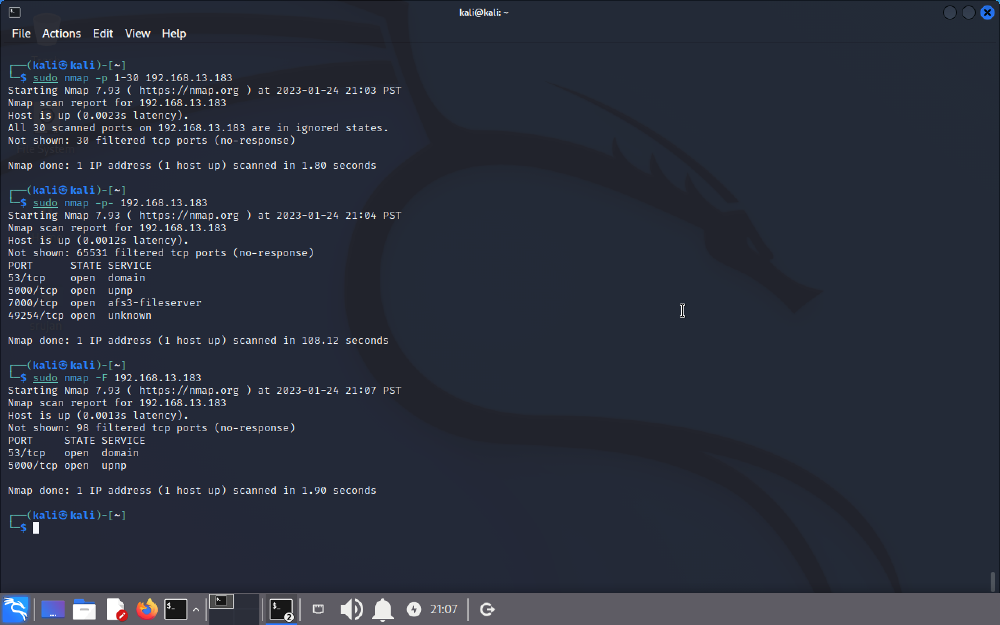 kali@kali: ~
File Actions Edit View Help
Trash
┌──(kali㉿kali)-[~]
└─$ sudo nmap -p 1-30 192.168.13.183
Starting Nmap 7.93 ( https://nmap.org ) at 2023-01-24 21:03 PST
Nmap scan report for 192.168.13.183
Host is up (0.0023s latency).
All 30 scanned ports on 192.168.13.183 are in ignored states.
Not shown: 30 filtered tcp ports (no-response)
File System
Nmap done: 1 IP address (1 host up) scanned in 1.80 seconds
┌──(kali㉿kali)-[~]
└─$ sudo nmap -p- 192.168.13.183
Starting Nmap 7.93 ( https://nmap.org ) at 2023-01-24 21:04 PST
Nmap scan report for 192.168.13.183
Home
Host is up (0.0012s latency).
Not shown: 65531 filtered tcp ports (no-response)
PORT      STATE SERVICE
53/tcp    open  domain
5000/tcp  open  upnp
7000/tcp  open  afs3-fileserver
49254/tcp open  unknown
srujan
Nmap done: 1 IP address (1 host up) scanned in 108.12 seconds
┌──(kali㉿kali)-[~]
└─$ sudo nmap -F 192.168.13.183
Starting Nmap 7.93 ( https://nmap.org ) at 2023-01-24 21:07 PST
Nmap scan report for 192.168.13.183
Host is up (0.0013s latency).
Not shown: 98 filtered tcp ports (no-response)
PORT     STATE SERVICE
53/tcp   open  domain
5000/tcp open  upnp
Nmap done: 1 IP address (1 host up) scanned in 1.90 seconds
┌──(kali㉿kali)-[~]
└─$
$_
$_
2
21:07